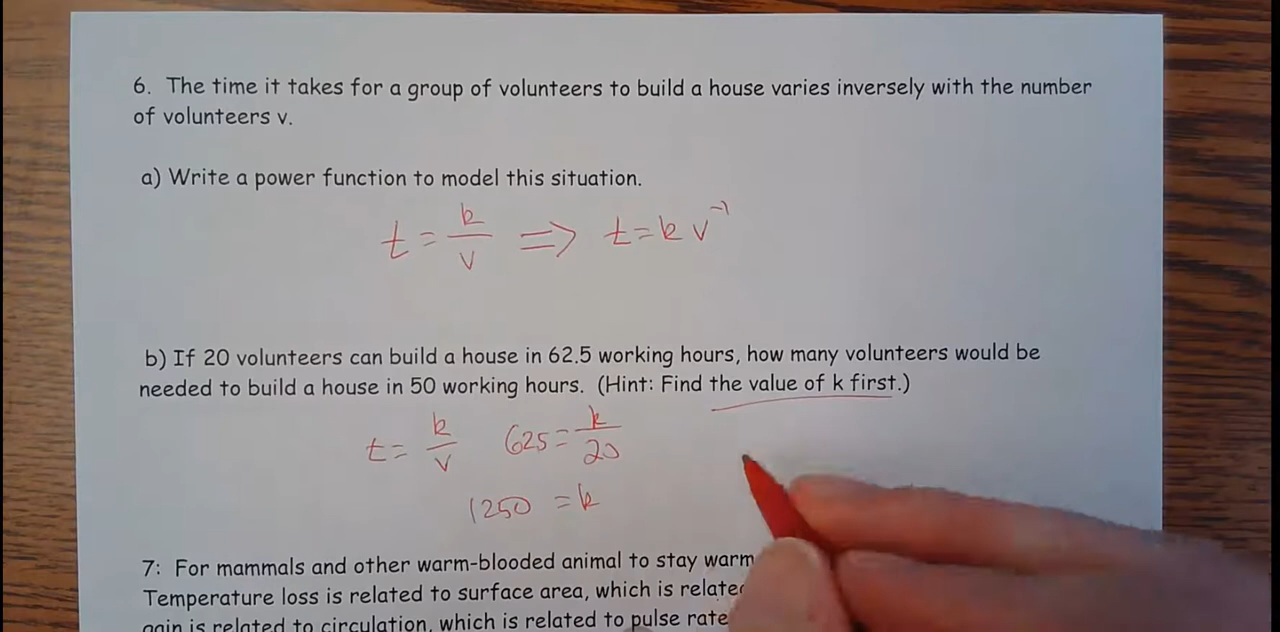 6. The time it takes for a group of volunteers to build a house varies inversely with the number
of volunteers v.
a) Write a power function to model this situation.
t = k/v ⇒ t = k v⁻¹
b) If 20 volunteers can build a house in 62.5 working hours, how many volunteers would be
needed to build a house in 50 working hours. (Hint: Find the value of k first.)
t = k/v 625 = k/20
1250 = k
7: For mammals and other warm-blooded animal to stay warm
Temperature loss is related to surface area, which is related
gain is related to circulation, which is related to pulse rate